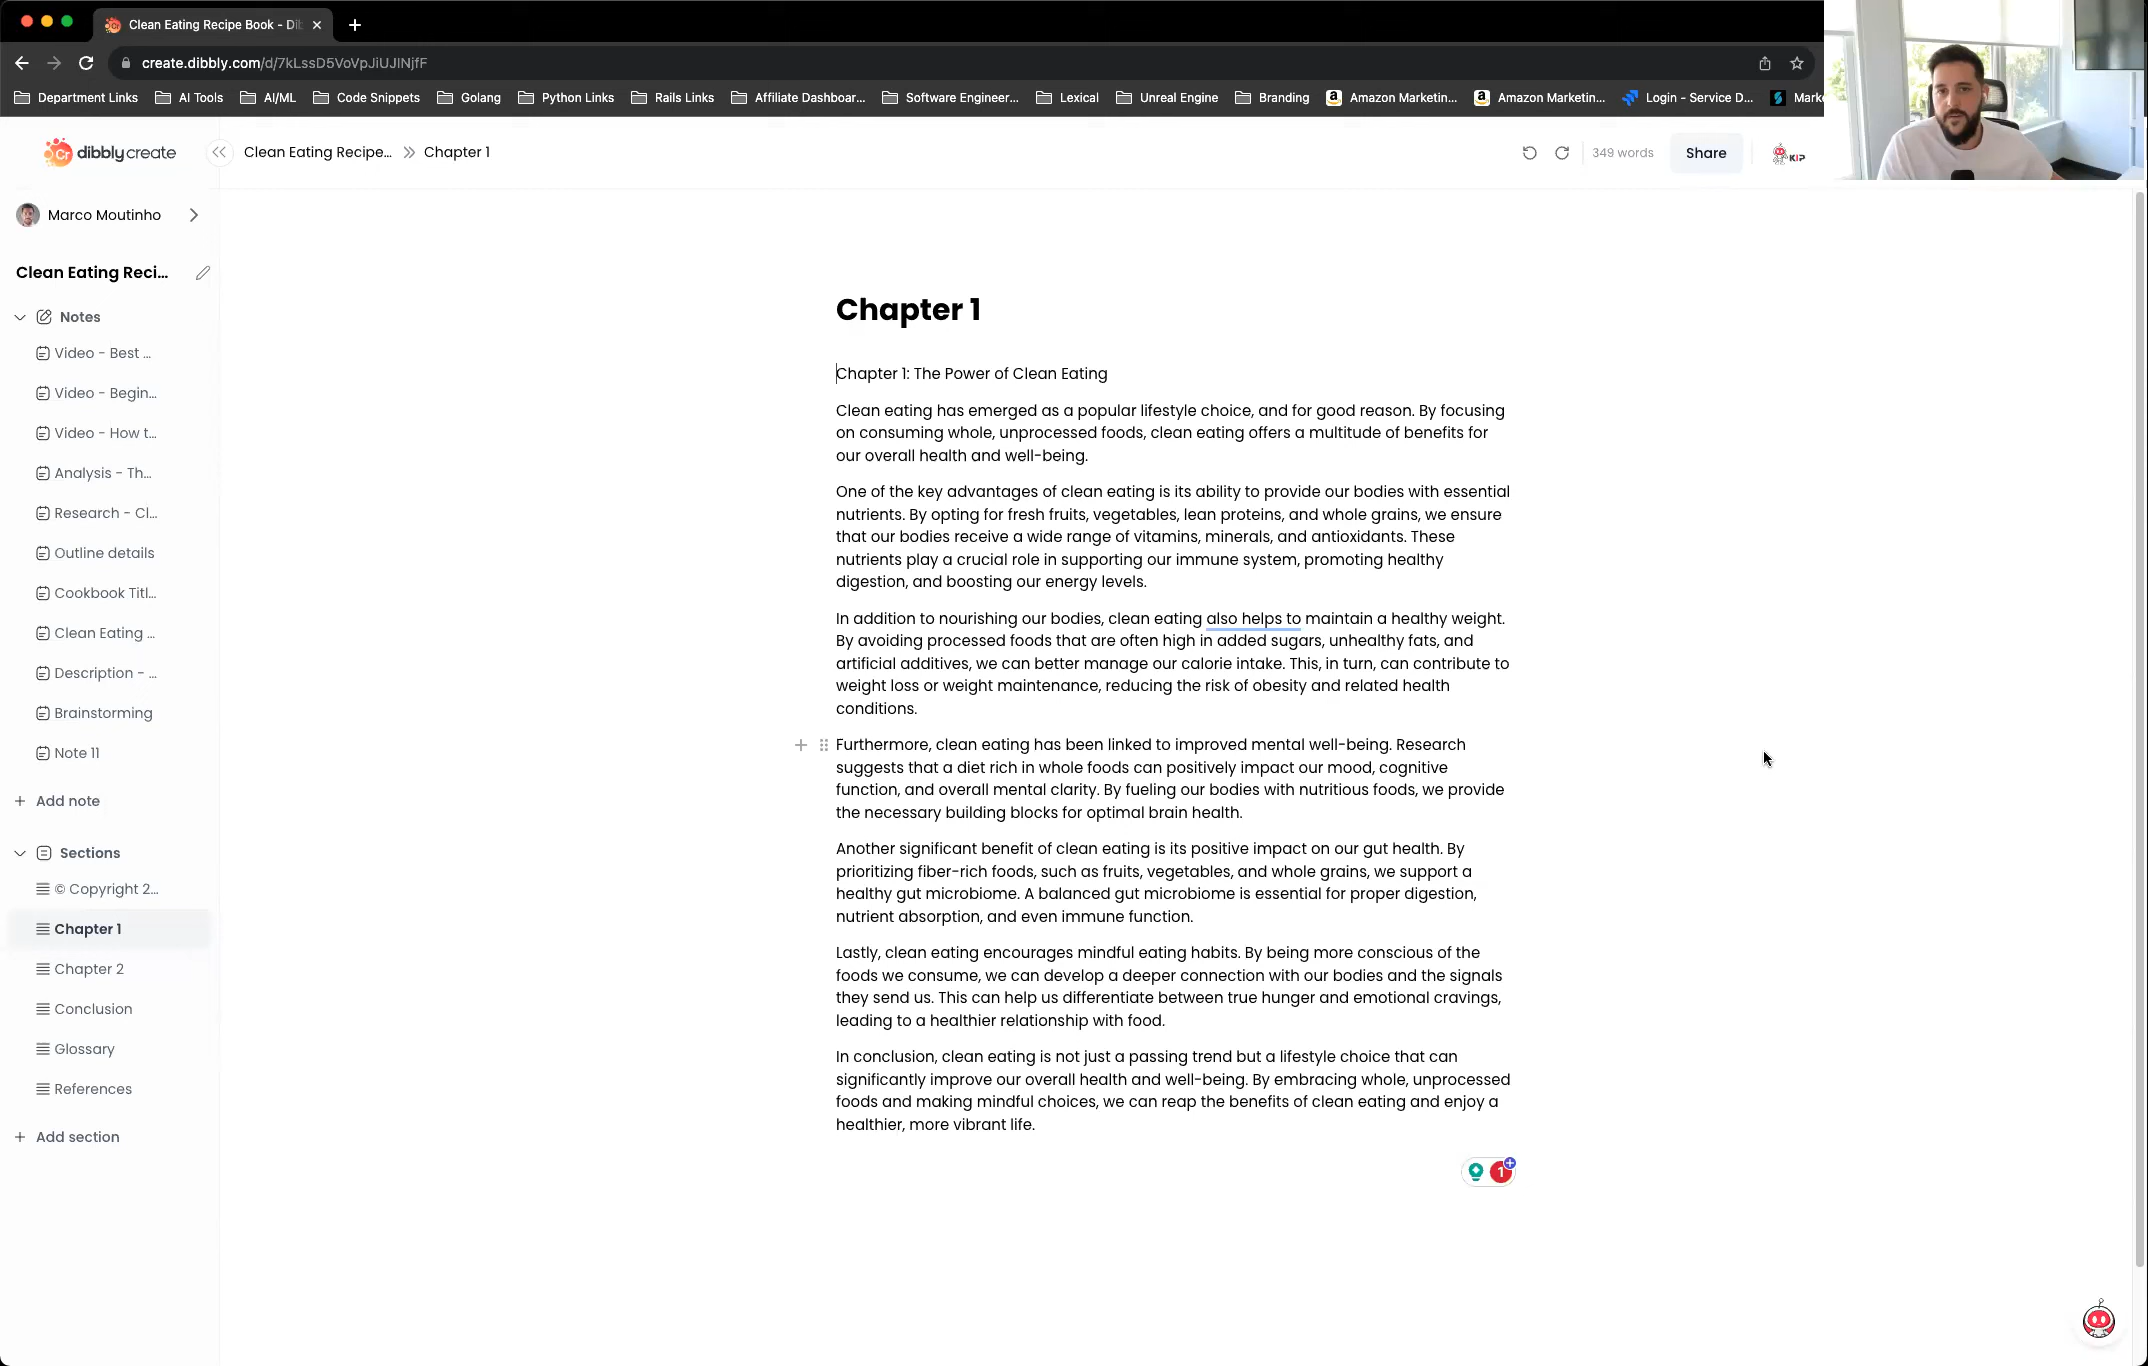 Clean Eating Recipe Book - Dib
create.dibbly.com/d/7kLssD5VoVpJiUJlNjfF
Department Links
AI Tools
AI/ML
Code Snippets
Golang
Python Links
Rails Links
Affiliate Dashboar...
Software Engineer...
Lexical
Unreal Engine
Branding
Amazon Marketin...
Amazon Marketin...
Login - Service D...
Marke
Cr dibblycreate
Clean Eating Recipe... Chapter 1
349 words
Share
KIP
Marco Moutinho
Clean Eating Reci...
Notes
Video - Best ...
Video - Begin...
Video - How t...
Analysis - Th...
Research - Cl...
Outline details
Cookbook Titl...
Clean Eating ...
Description - ...
Brainstorming
Note 11
+ Add note
Sections
© Copyright 2...
Chapter 1
Chapter 2
Conclusion
Glossary
References
+ Add section
Chapter 1
Chapter 1: The Power of Clean Eating
Clean eating has emerged as a popular lifestyle choice, and for good reason. By focusing
on consuming whole, unprocessed foods, clean eating offers a multitude of benefits for
our overall health and well-being.
One of the key advantages of clean eating is its ability to provide our bodies with essential
nutrients. By opting for fresh fruits, vegetables, lean proteins, and whole grains, we ensure
that our bodies receive a wide range of vitamins, minerals, and antioxidants. These
nutrients play a crucial role in supporting our immune system, promoting healthy
digestion, and boosting our energy levels.
In addition to nourishing our bodies, clean eating also helps to maintain a healthy weight.
By avoiding processed foods that are often high in added sugars, unhealthy fats, and
artificial additives, we can better manage our calorie intake. This, in turn, can contribute to
weight loss or weight maintenance, reducing the risk of obesity and related health
conditions.
Furthermore, clean eating has been linked to improved mental well-being. Research
suggests that a diet rich in whole foods can positively impact our mood, cognitive
function, and overall mental clarity. By fueling our bodies with nutritious foods, we provide
the necessary building blocks for optimal brain health.
Another significant benefit of clean eating is its positive impact on our gut health. By
prioritizing fiber-rich foods, such as fruits, vegetables, and whole grains, we support a
healthy gut microbiome. A balanced gut microbiome is essential for proper digestion,
nutrient absorption, and even immune function.
Lastly, clean eating encourages mindful eating habits. By being more conscious of the
foods we consume, we can develop a deeper connection with our bodies and the signals
they send us. This can help us differentiate between true hunger and emotional cravings,
leading to a healthier relationship with food.
In conclusion, clean eating is not just a passing trend but a lifestyle choice that can
significantly improve our overall health and well-being. By embracing whole, unprocessed
foods and making mindful choices, we can reap the benefits of clean eating and enjoy a
healthier, more vibrant life.
1